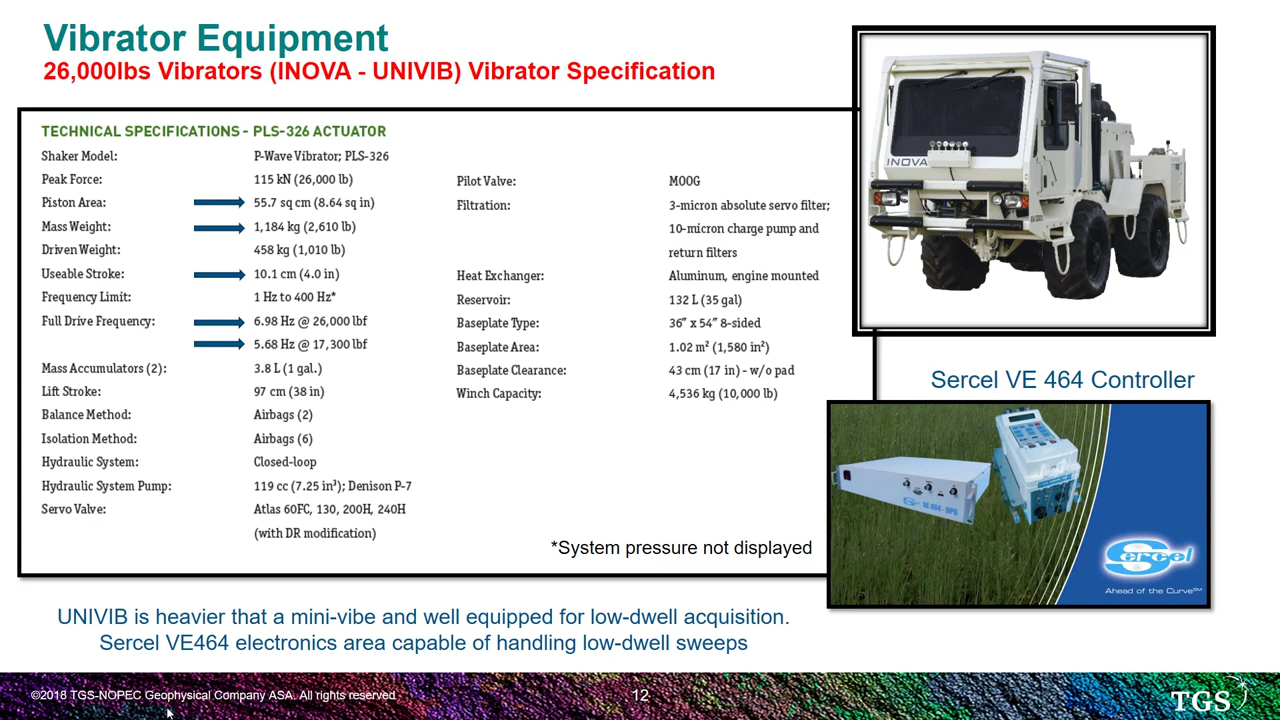 Vibrator Equipment
26,000lbs Vibrators (INOVA - UNIVIB) Vibrator Specification
TECHNICAL SPECIFICATIONS - PLS-326 ACTUATOR
Shaker Model: P-Wave Vibrator; PLS-326
Peak Force: 115 kN (26,000 lb)
Piston Area: 55.7 sq cm (8.64 sq in)
Mass Weight: 1,184 kg (2,610 lb)
Driven Weight: 458 kg (1,010 lb)
Useable Stroke: 10.1 cm (4.0 in)
Frequency Limit: 1 Hz to 400 Hz*
Full Drive Frequency: 6.98 Hz @ 26,000 lbf
5.68 Hz @ 17,300 lbf
Mass Accumulators (2): 3.8 L (1 gal.)
Lift Stroke: 97 cm (38 in)
Balance Method: Airbags (2)
Isolation Method: Airbags (6)
Hydraulic System: Closed-loop
Hydraulic System Pump: 119 cc (7.25 in³); Denison P-7
Servo Valve: Atlas 60FC, 130, 200H, 240H
(with DR modification)
Pilot Valve: MOOG
Filtration: 3-micron absolute servo filter;
10-micron charge pump and
return filters
Heat Exchanger: Aluminum, engine mounted
Reservoir: 132 L (35 gal)
Baseplate Type: 36” x 54” 8-sided
Baseplate Area: 1.02 m² (1,580 in²)
Baseplate Clearance: 43 cm (17 in) - w/o pad
Winch Capacity: 4,536 kg (10,000 lb)
*System pressure not displayed
INOVA
Sercel VE 464 Controller
VE 464 - DPG
Sercel
Ahead of the Curve℠
UNIVIB is heavier that a mini-vibe and well equipped for low-dwell acquisition.
Sercel VE464 electronics area capable of handling low-dwell sweeps
©2018 TGS-NOPEC Geophysical Company ASA. All rights reserved
12
TGS